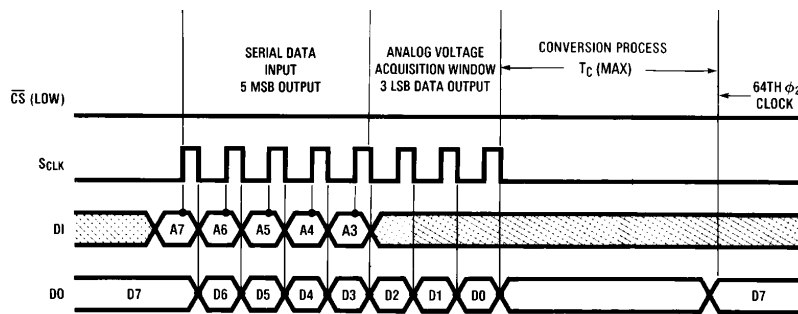 SERIAL DATA
INPUT
5 MSB OUTPUT
ANALOG VOLTAGE
ACQUISITION WINDOW
3 LSB DATA OUTPUT
CONVERSION PROCESS
TC (MAX)
64TH ϕ2
CLOCK
CS (LOW)
SCLK
DI
A7 A6 A5 A4 A3
DO
D7 D6 D5 D4 D3 D2 D1 D0 D7